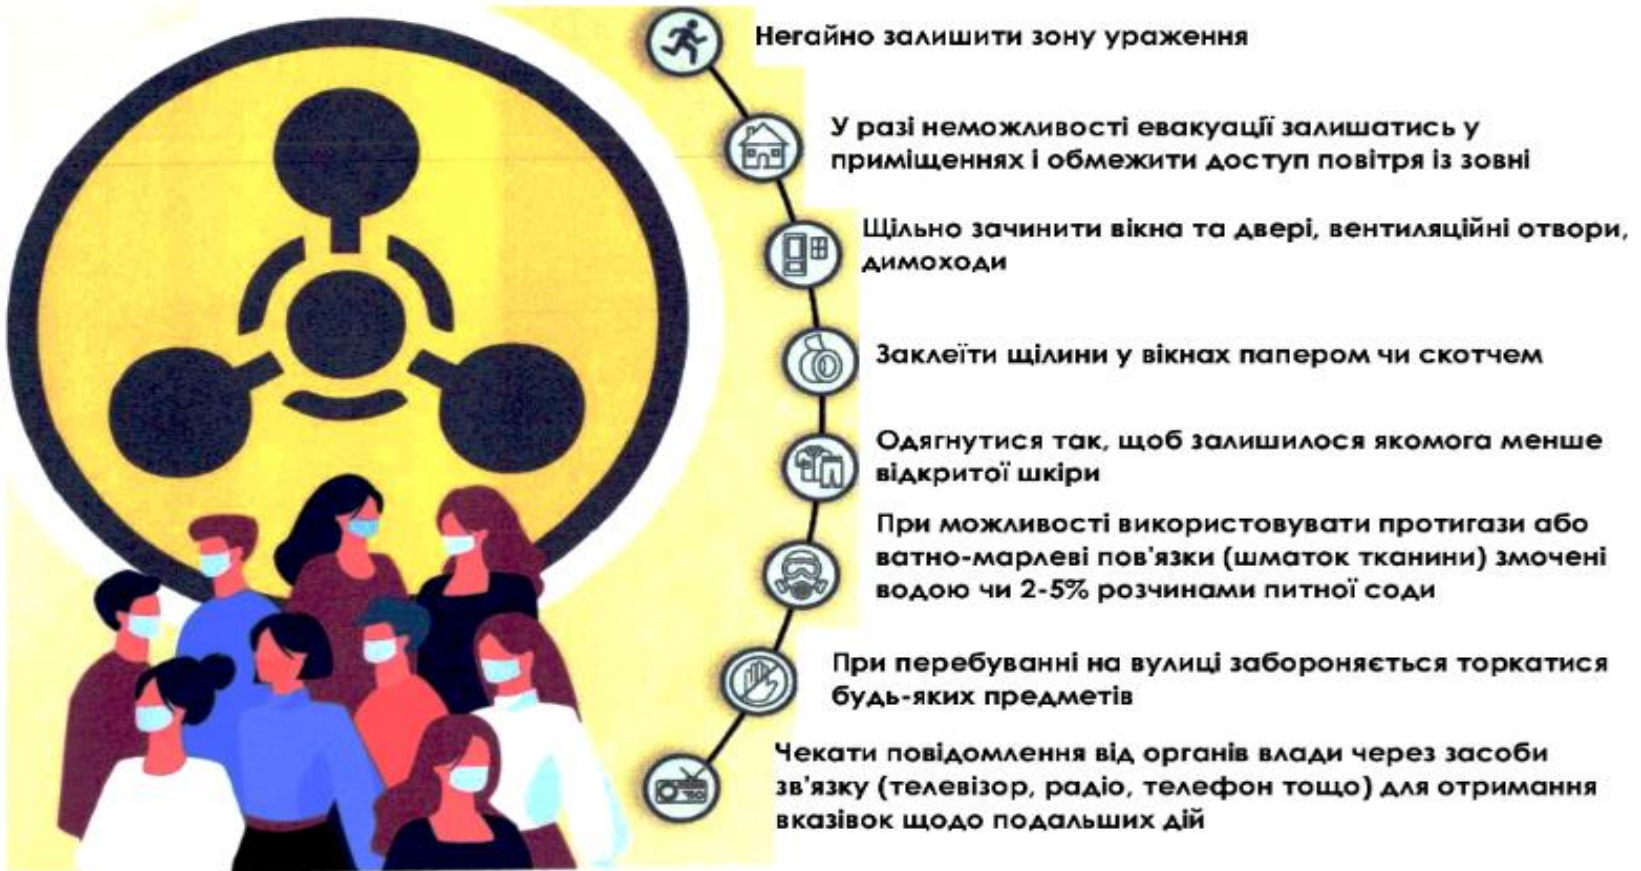 Негайно залишити зону ураження
У разі неможливості евакуації залишатись у
приміщеннях і обмежити доступ повітря із зовні
Щільно зачинити вікна та двері, вентиляційні отвори,
димоходи
Заклеїти щілини у вікнах папером чи скотчем
Одягнутися так, щоб залишилося якомога менше
відкритої шкіри
При можливості використовувати протигази або
ватно-марлеві пов'язки (шматок тканини) змочені
водою чи 2-5% розчинами питної соди
При перебуванні на вулиці забороняється торкатися
будь-яких предметів
Чекати повідомлення від органів влади через засоби
зв'язку (телевізор, радіо, телефон тощо) для отримання
вказівок щодо подальших дій